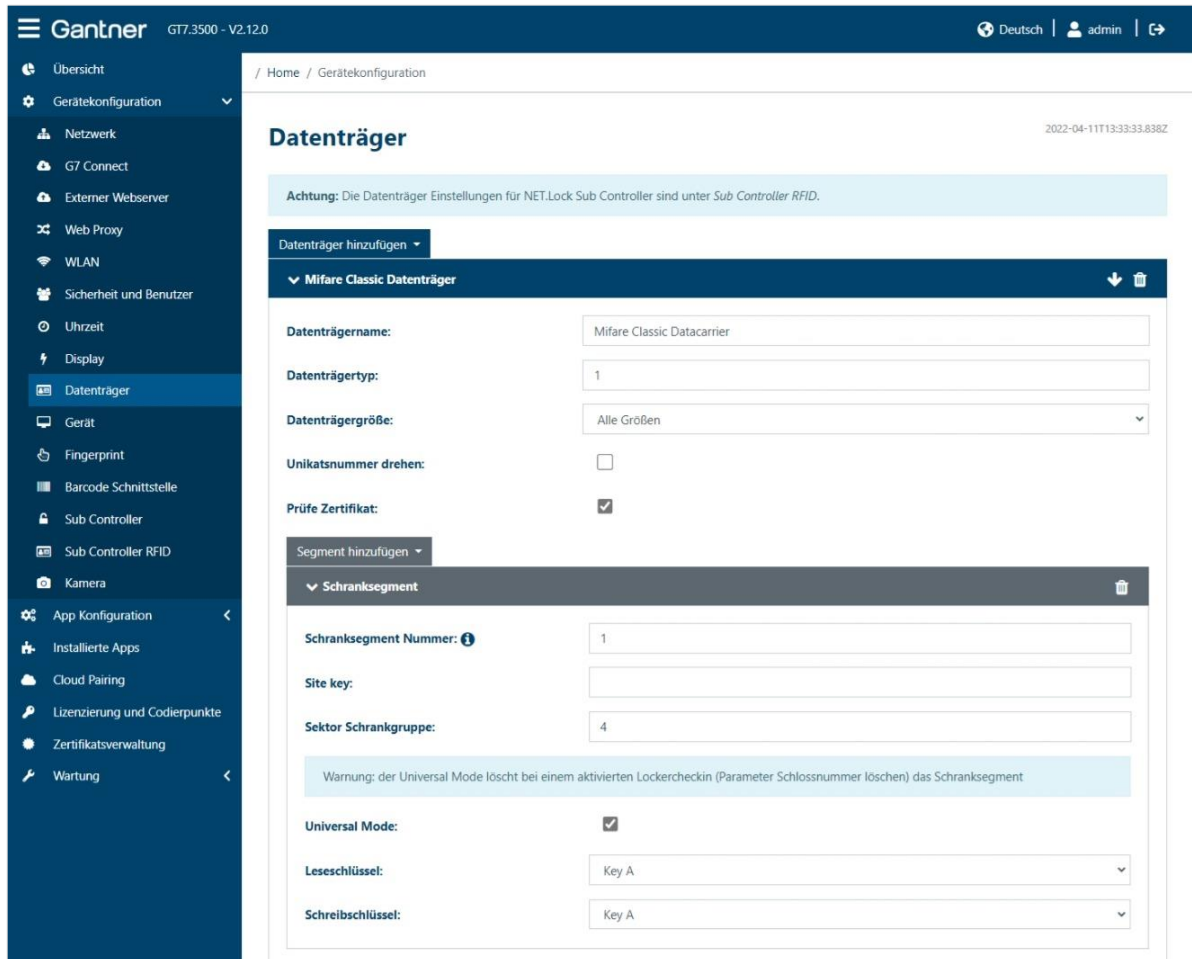 Gantner GT7.3500 - V2.12.0
Deutsch | admin |
Übersicht
Gerätekonfiguration
Netzwerk
G7 Connect
Externer Webserver
Web Proxy
WLAN
Sicherheit und Benutzer
Uhrzeit
Display
Datenträger
Gerät
Fingerprint
Barcode Schnittstelle
Sub Controller
Sub Controller RFID
Kamera
App Konfiguration
Installierte Apps
Cloud Pairing
Lizenzierung und Codierpunkte
Zertifikatsverwaltung
Wartung
/ Home / Gerätekonfiguration
Datenträger
2022-04-11T13:33:33.838Z
Achtung: Die Datenträger Einstellungen für NET.Lock Sub Controller sind unter Sub Controller RFID.
Datenträger hinzufügen
Mifare Classic Datenträger
Datenträgername: Mifare Classic Datacarrier
Datenträgertyp: 1
Datenträgergröße: Alle Größen
Unikatsnummer drehen:
Prüfe Zertifikat:
Segment hinzufügen
Schranksegment
Schranksegment Nummer: 1
Site key:
Sektor Schrankgruppe: 4
Warnung: der Universal Mode löscht bei einem aktivierten Lockercheckin (Parameter Schlossnummer löschen) das Schranksegment
Universal Mode:
Leseschlüssel: Key A
Schreibschlüssel: Key A